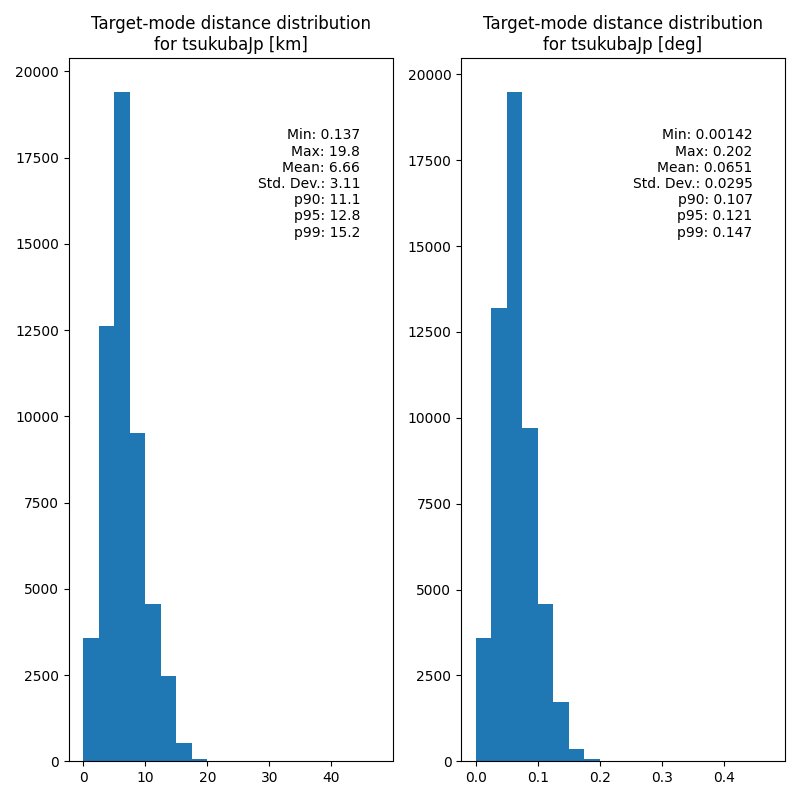 Target-mode distance distribution
for tsukubaJp [km]
20000
17500
15000
12500
10000
7500
5000
2500
0
Min: 0.137
Max: 19.8
Mean: 6.66
Std. Dev.: 3.11
p90: 11.1
p95: 12.8
p99: 15.2
0
10
20
30
40
Target-mode distance distribution
for tsukubaJp [deg]
20000
17500
15000
12500
10000
7500
5000
2500
0
Min: 0.00142
Max: 0.202
Mean: 0.0651
Std. Dev.: 0.0295
p90: 0.107
p95: 0.121
p99: 0.147
0.0
0.1
0.2
0.3
0.4